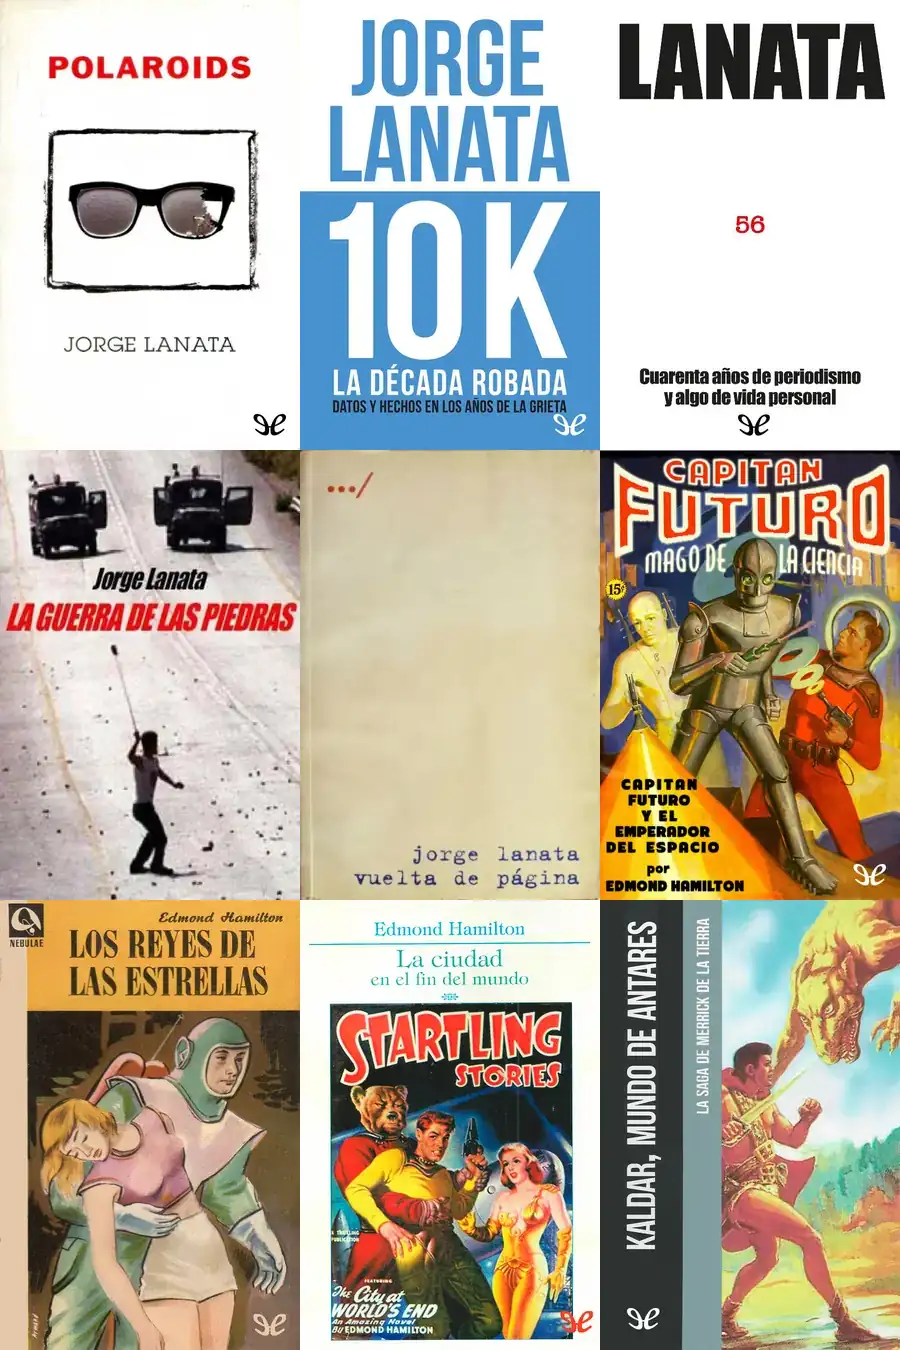 POLAROIDS
JORGE LANATA
JORGE
LANATA
10K
LA DÉCADA ROBADA
DATOS Y HECHOS EN LOS AÑOS DE LA GRIETA
LANATA
56
Cuarenta años de periodismo
y algo de vida personal
Jorge Lanata
LA GUERRA DE LAS PIEDRAS
.../
jorge lanata
vuelta de página
CAPITAN
FUTURO
MAGO DE LA CIENCIA
15¢
CAPITAN
FUTURO
Y EL
EMPERADOR
DEL ESPACIO
por
EDMOND HAMILTON
NEBULAE
Edmond Hamilton
LOS REYES DE
LAS ESTRELLAS
Edmond Hamilton
La ciudad
en el fin del mundo
STARTLING
STORIES
A THRILLING
PUBLICATION
FEATURING
The City at
WORLD'S END
An Amazing Novel
By EDMOND HAMILTON
KALDAR, MUNDO DE ANTARES
LA SAGA DE MERRICK DE LA TIERRA